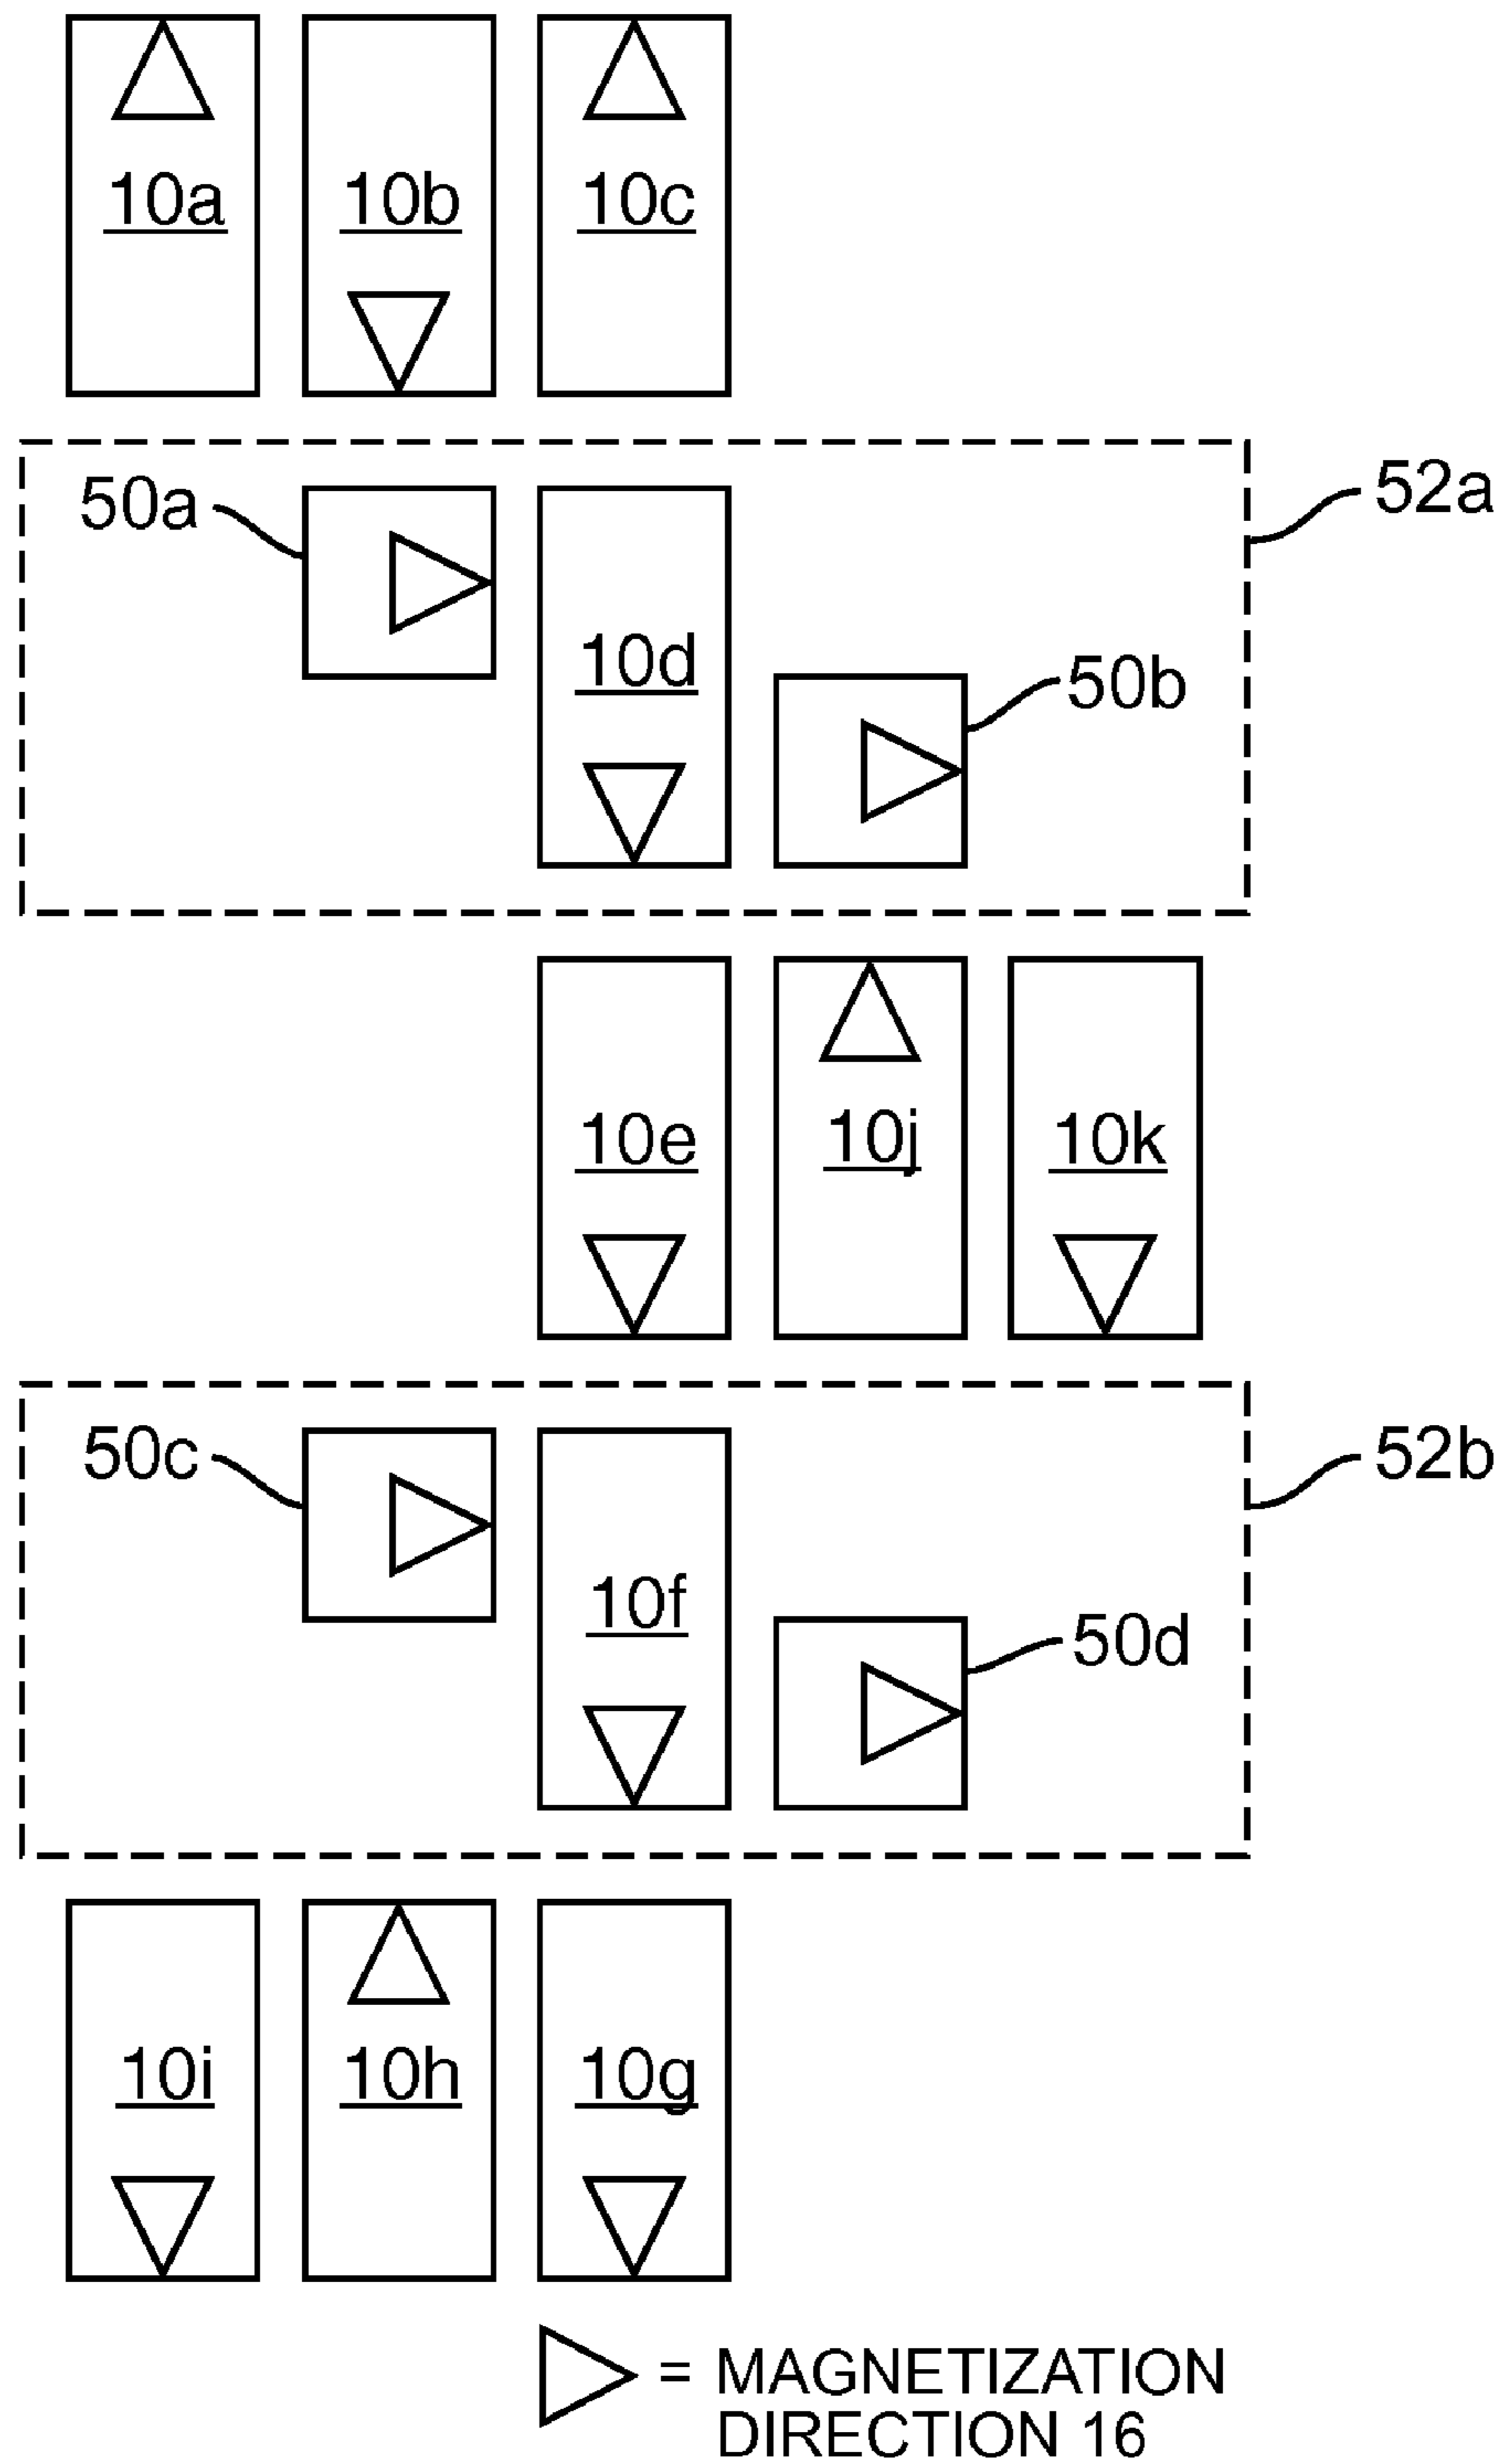 10a 10b 10c
50a 52a
10d 50b
10e 10j 10k
50c 52b
10f 50d
10i 10h 10g
= MAGNETIZATION
DIRECTION 16